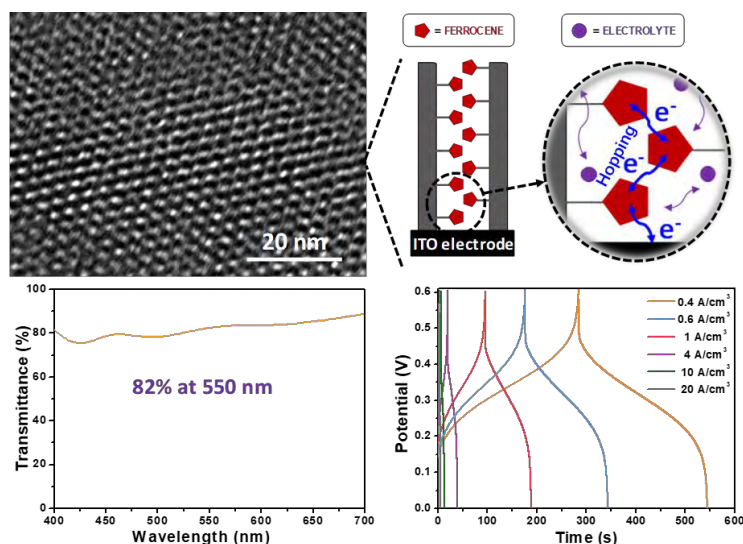 = FERROCENE
= ELECTROLYTE
20 nm
ITO electrode
Hopping
e-
e-
e-
100
80
60
40
20
0
400
450
500
550
600
650
700
Transmittance (%)
Wavelength (nm)
82% at 550 nm
0.6
0.5
0.4
0.3
0.2
0.1
0.0
0
100
200
300
400
500
600
Potential (V)
Time (s)
0.4 A/cm³
0.6 A/cm³
1 A/cm³
4 A/cm³
10 A/cm³
20 A/cm³